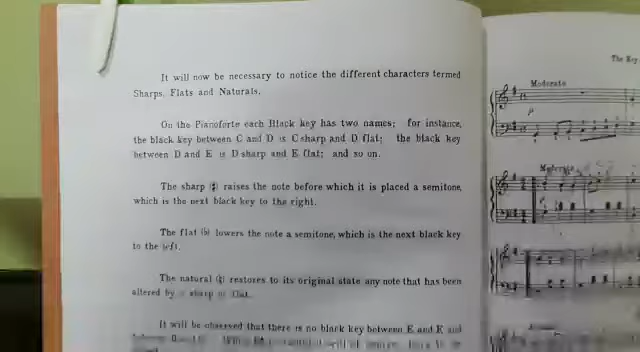 It will now be necessary to notice the different characters termed
Sharps, Flats and Naturals.
On the Pianoforte each Black key has two names; for instance,
the black key between C and D is C sharp and D flat; the black key
between D and E is D sharp and E flat; and so on.
The sharp (♯) raises the note before which it is placed a semitone,
which is the next black key to the right.
The flat (♭) lowers the note a semitone, which is the next black key
to the left.
The natural (♮) restores to its original state any note that has been
altered by a sharp or flat.
It will be observed that there is no black key between E and F and
The Key
Moderato
Moderato